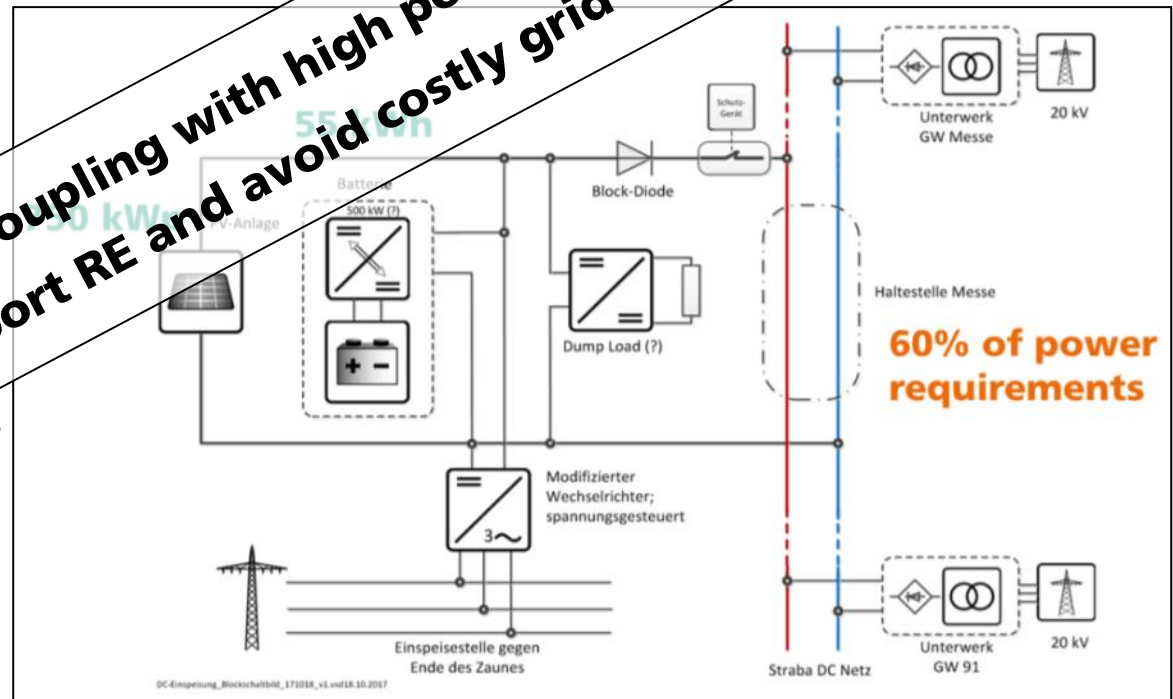 oupling with high po
ort RE and avoid costly grid
55 kWh
Batterie
500 kW (?)
V-Anlage
Schutz-
Gerät
Block-Diode
Unterwerk
GW Messe
20 kV
Haltestelle Messe
60% of power
requirements
Dump Load (?)
Modifizierter
Wechselrichter;
spannungsgesteuert
3~
Einspeisestelle gegen
Ende des Zaunes
Straba DC Netz
Unterwerk
GW 91
20 kV
DC-Einspeisung_Blockschaltbild_171018_v1.vsd18.10.2017